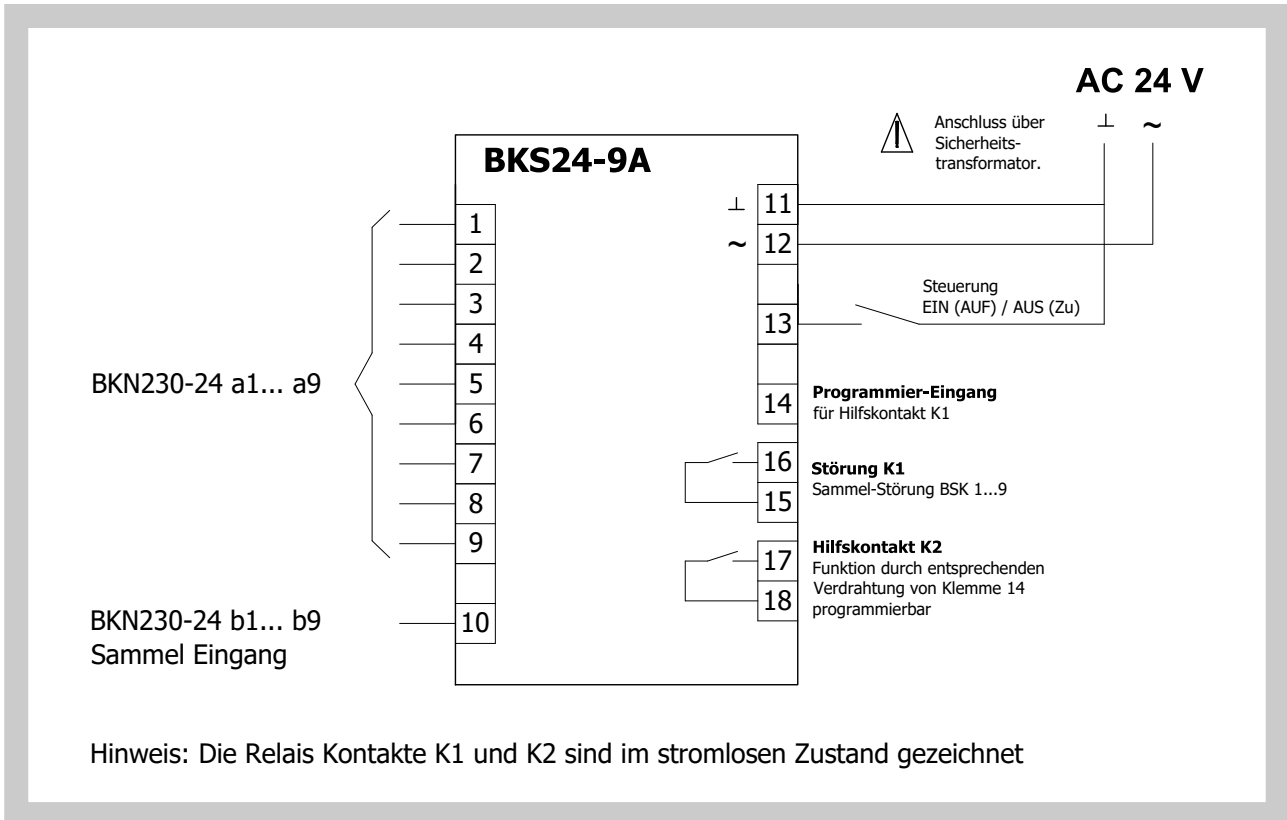 AC 24 V
⊥ ~
Anschluss über
Sicherheits-
transformator.
BKS24-9A
1
2
3
4
5
6
7
8
9
10
BKN230-24 a1... a9
BKN230-24 b1... b9
Sammel Eingang
⊥ 11
~ 12
13
14
16
15
17
18
Steuerung
EIN (AUF) / AUS (Zu)
Programmier-Eingang
für Hilfskontakt K1
Störung K1
Sammel-Störung BSK 1...9
Hilfskontakt K2
Funktion durch entsprechenden
Verdrahtung von Klemme 14
programmierbar
Hinweis: Die Relais Kontakte K1 und K2 sind im stromlosen Zustand gezeichnet